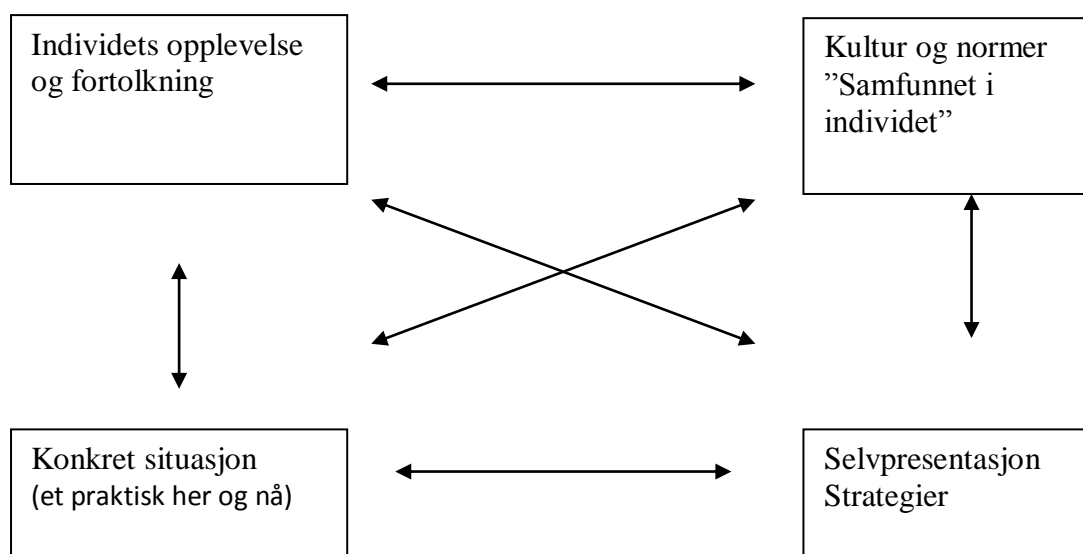 Individets opplevelse
og fortolkning
Kultur og normer
”Samfunnet i
individet”
Konkret situasjon
(et praktisk her og nå)
Selvpresentasjon
Strategier